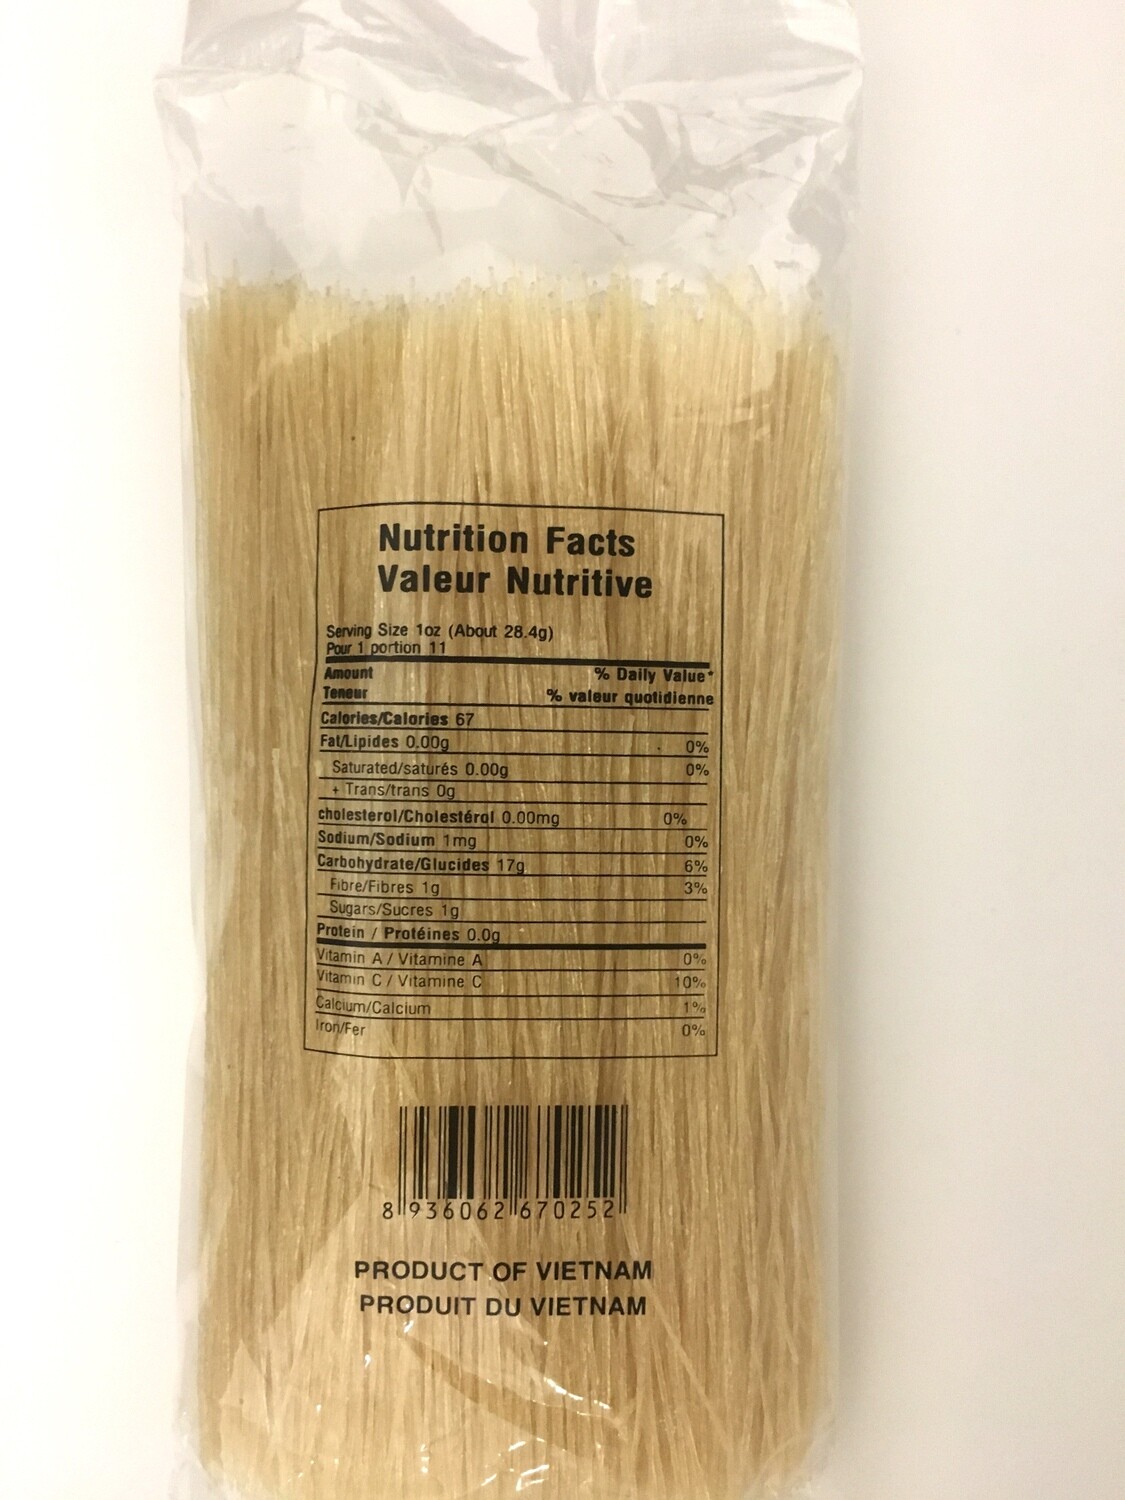 Nutrition Facts
Valeur Nutritive
Serving Size 1oz (About 28.4g)
Pour 1 portion 11
Amount % Daily Value*
Teneur % valeur quotidienne
Calories/Calories 67
Fat/Lipides 0.00g 0%
Saturated/saturés 0.00g 0%
+ Trans/trans 0g
cholesterol/Cholestérol 0.00mg 0%
Sodium/Sodium 1mg 0%
Carbohydrate/Glucides 17g 6%
Fibre/Fibres 1g 3%
Sugars/Sucres 1g
Protein / Protéines 0.0g
Vitamin A / Vitamine A 0%
Vitamin C / Vitamine C 10%
Calcium/Calcium 1%
Iron/Fer 0%
8 936062 670252
PRODUCT OF VIETNAM
PRODUIT DU VIETNAM